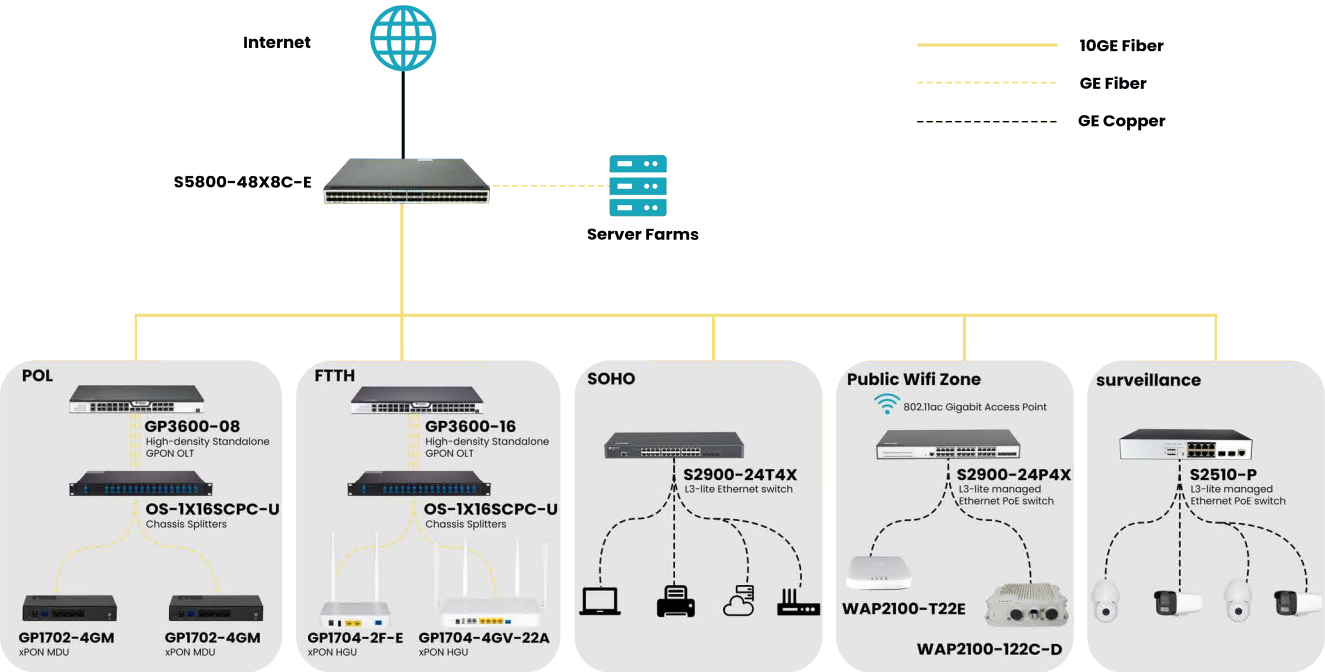 Internet
10GE Fiber
GE Fiber
GE Copper
S5800-48X8C-E
Server Farms
POL
GP3600-08
High-density Standalone
GPON OLT
OS-1X16SCPC-U
Chassis Splitters
GP1702-4GM
xPON MDU
GP1702-4GM
xPON MDU
FTTH
GP3600-16
High-density Standalone
GPON OLT
OS-1X16SCPC-U
Chassis Splitters
GP1704-2F-E
xPON HGU
GP1704-4GV-22A
xPON HGU
SOHO
S2900-24T4X
L3-lite Ethernet switch
Public Wifi Zone
802.11ac Gigabit Access Point
S2900-24P4X
L3-lite managed
Ethernet PoE switch
WAP2100-T22E
WAP2100-122C-D
surveillance
S2510-P
L3-lite managed
Ethernet PoE switch